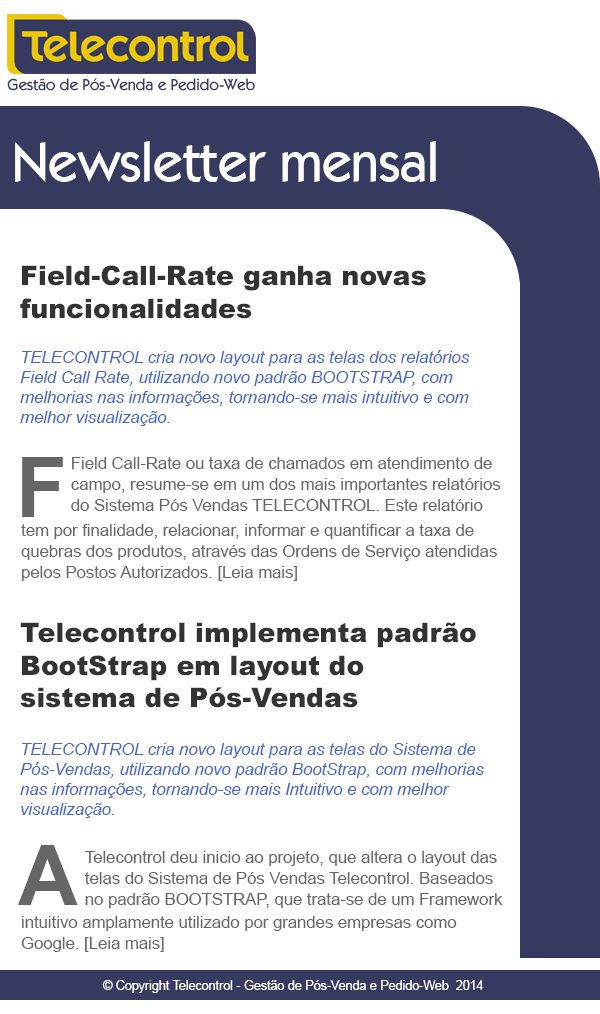 Telecontrol
Gestão de Pós-Venda e Pedido-Web
Newsletter mensal
Field-Call-Rate ganha novas
funcionalidades
TELECONTROL cria novo layout para as telas dos relatórios
Field Call Rate, utilizando novo padrão BOOTSTRAP, com
melhorias nas informações, tornando-se mais intuitivo e com
melhor visualização.
F Field Call-Rate ou taxa de chamados em atendimento de
campo, resume-se em um dos mais importantes relatórios
do Sistema Pós Vendas TELECONTROL. Este relatório
tem por finalidade, relacionar, informar e quantificar a taxa de
quebras dos produtos, através das Ordens de Serviço atendidas
pelos Postos Autorizados. [Leia mais]
Telecontrol implementa padrão
BootStrap em layout do
sistema de Pós-Vendas
TELECONTROL cria novo layout para as telas do Sistema de
Pós-Vendas, utilizando novo padrão BootStrap, com melhorias
nas informações, tornando-se mais Intuitivo e com melhor
visualização.
A Telecontrol deu inicio ao projeto, que altera o layout das
telas do Sistema de Pós Vendas Telecontrol. Baseados
no padrão BOOTSTRAP, que trata-se de um Framework
intuitivo amplamente utilizado por grandes empresas como
Google. [Leia mais]
© Copyright Telecontrol - Gestão de Pós-Venda e Pedido-Web 2014